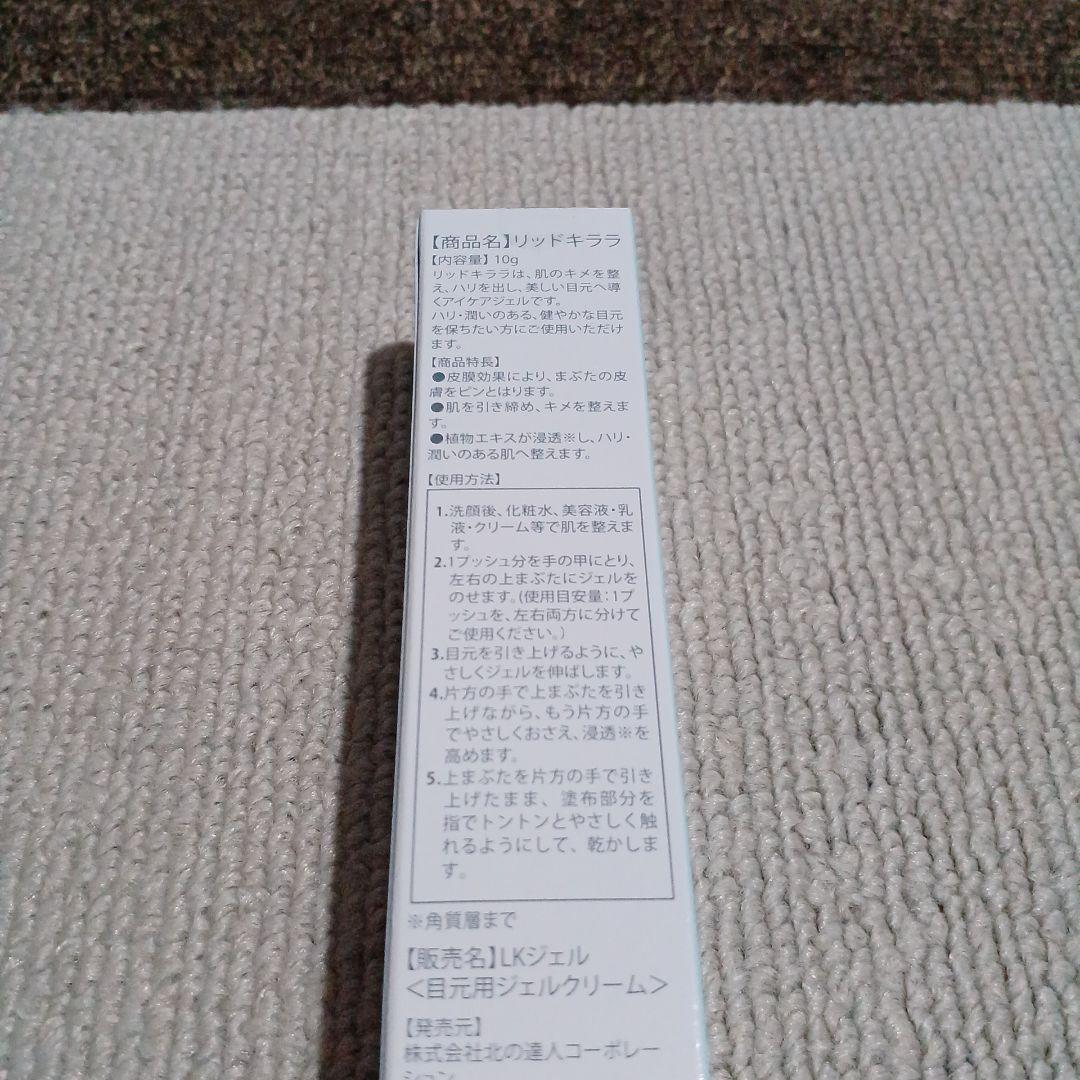 【商品名】リッドキララ
【内容量】10g
リッドキララは、肌のキメを整
え、ハリを出し、美しい目元へ導
くアイケアジェルです。
ハリ・潤いのある、健やかな目元
を保ちたい方にご使用いただけ
ます。
【商品特長】
●皮膜効果により、まぶたの皮
膚をピンとはります。
●肌を引き締め、キメを整えま
す。
●植物エキスが浸透※し、ハリ・
潤いのある肌へ整えます。
【使用方法】
1.洗顔後、化粧水、美容液・乳
液・クリーム等で肌を整えま
す。
2.1プッシュ分を手の甲にとり、
左右の上まぶたにジェルを
のせます。(使用目安量:1プ
ッシュを、左右両方に分けて
ご使用ください。)
3.目元を引き上げるように、や
さしくジェルを伸ばします。
4.片方の手で上まぶたを引き
上げながら、もう片方の手
でやさしくおさえ、浸透※を
高めます。
5.上まぶたを片方の手で引き
上げたまま、塗布部分を
指でトントンとやさしく触
れるようにして、乾かしま
す。
※角質層まで
【販売名】LKジェル
<目元用ジェルクリーム>
【発売元】
株式会社北の達人コーポレー
ション